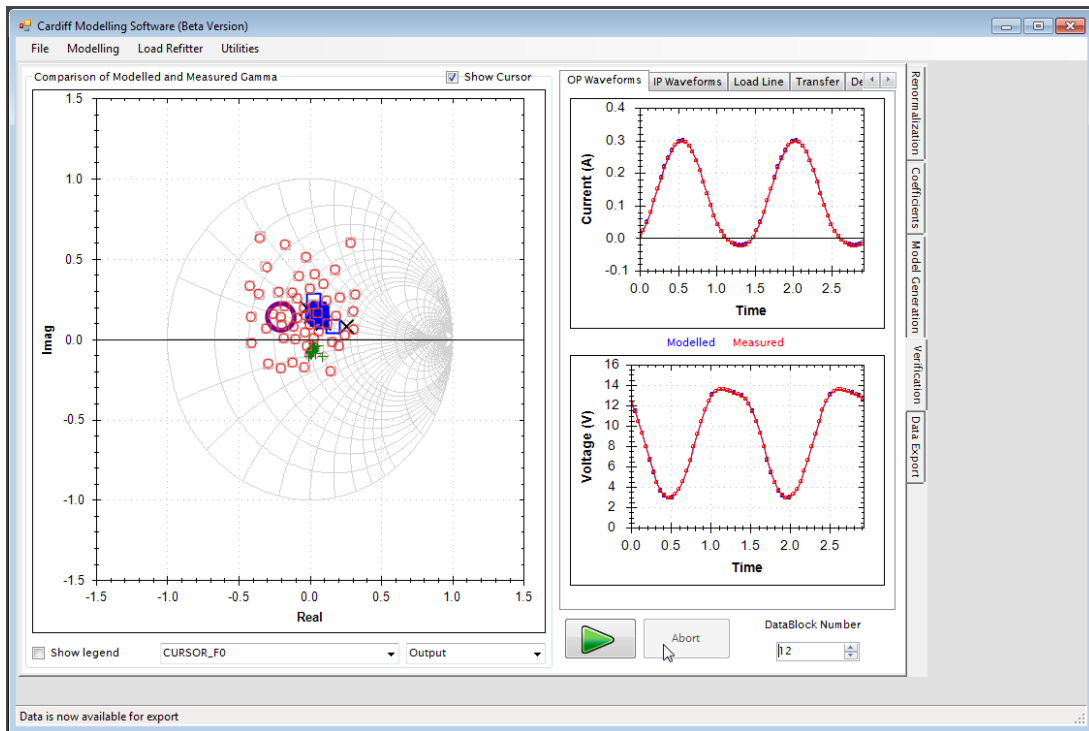 Cardiff Modelling Software (Beta Version)
File Modelling Load Refitter Utilities
Comparison of Modelled and Measured Gamma
Show Cursor
1.5
1.0
0.5
0.0
-0.5
-1.0
-1.5
Imag
-1.5 -1.0 -0.5 0.0 0.5 1.0 1.5
Real
Show legend
CURSOR_F0
Output
OP Waveforms IP Waveforms Load Line Transfer De
0.4
0.3
0.2
0.1
0.0
-0.1
Current (A)
0.0 0.5 1.0 1.5 2.0 2.5
Time
Modelled Measured
16
14
12
10
8
6
4
2
0
Voltage (V)
0.0 0.5 1.0 1.5 2.0 2.5
Time
Abort
DataBlock Number
12
Renormalization
Coefficients
Model Generation
Verification
Data Export
Data is now available for export